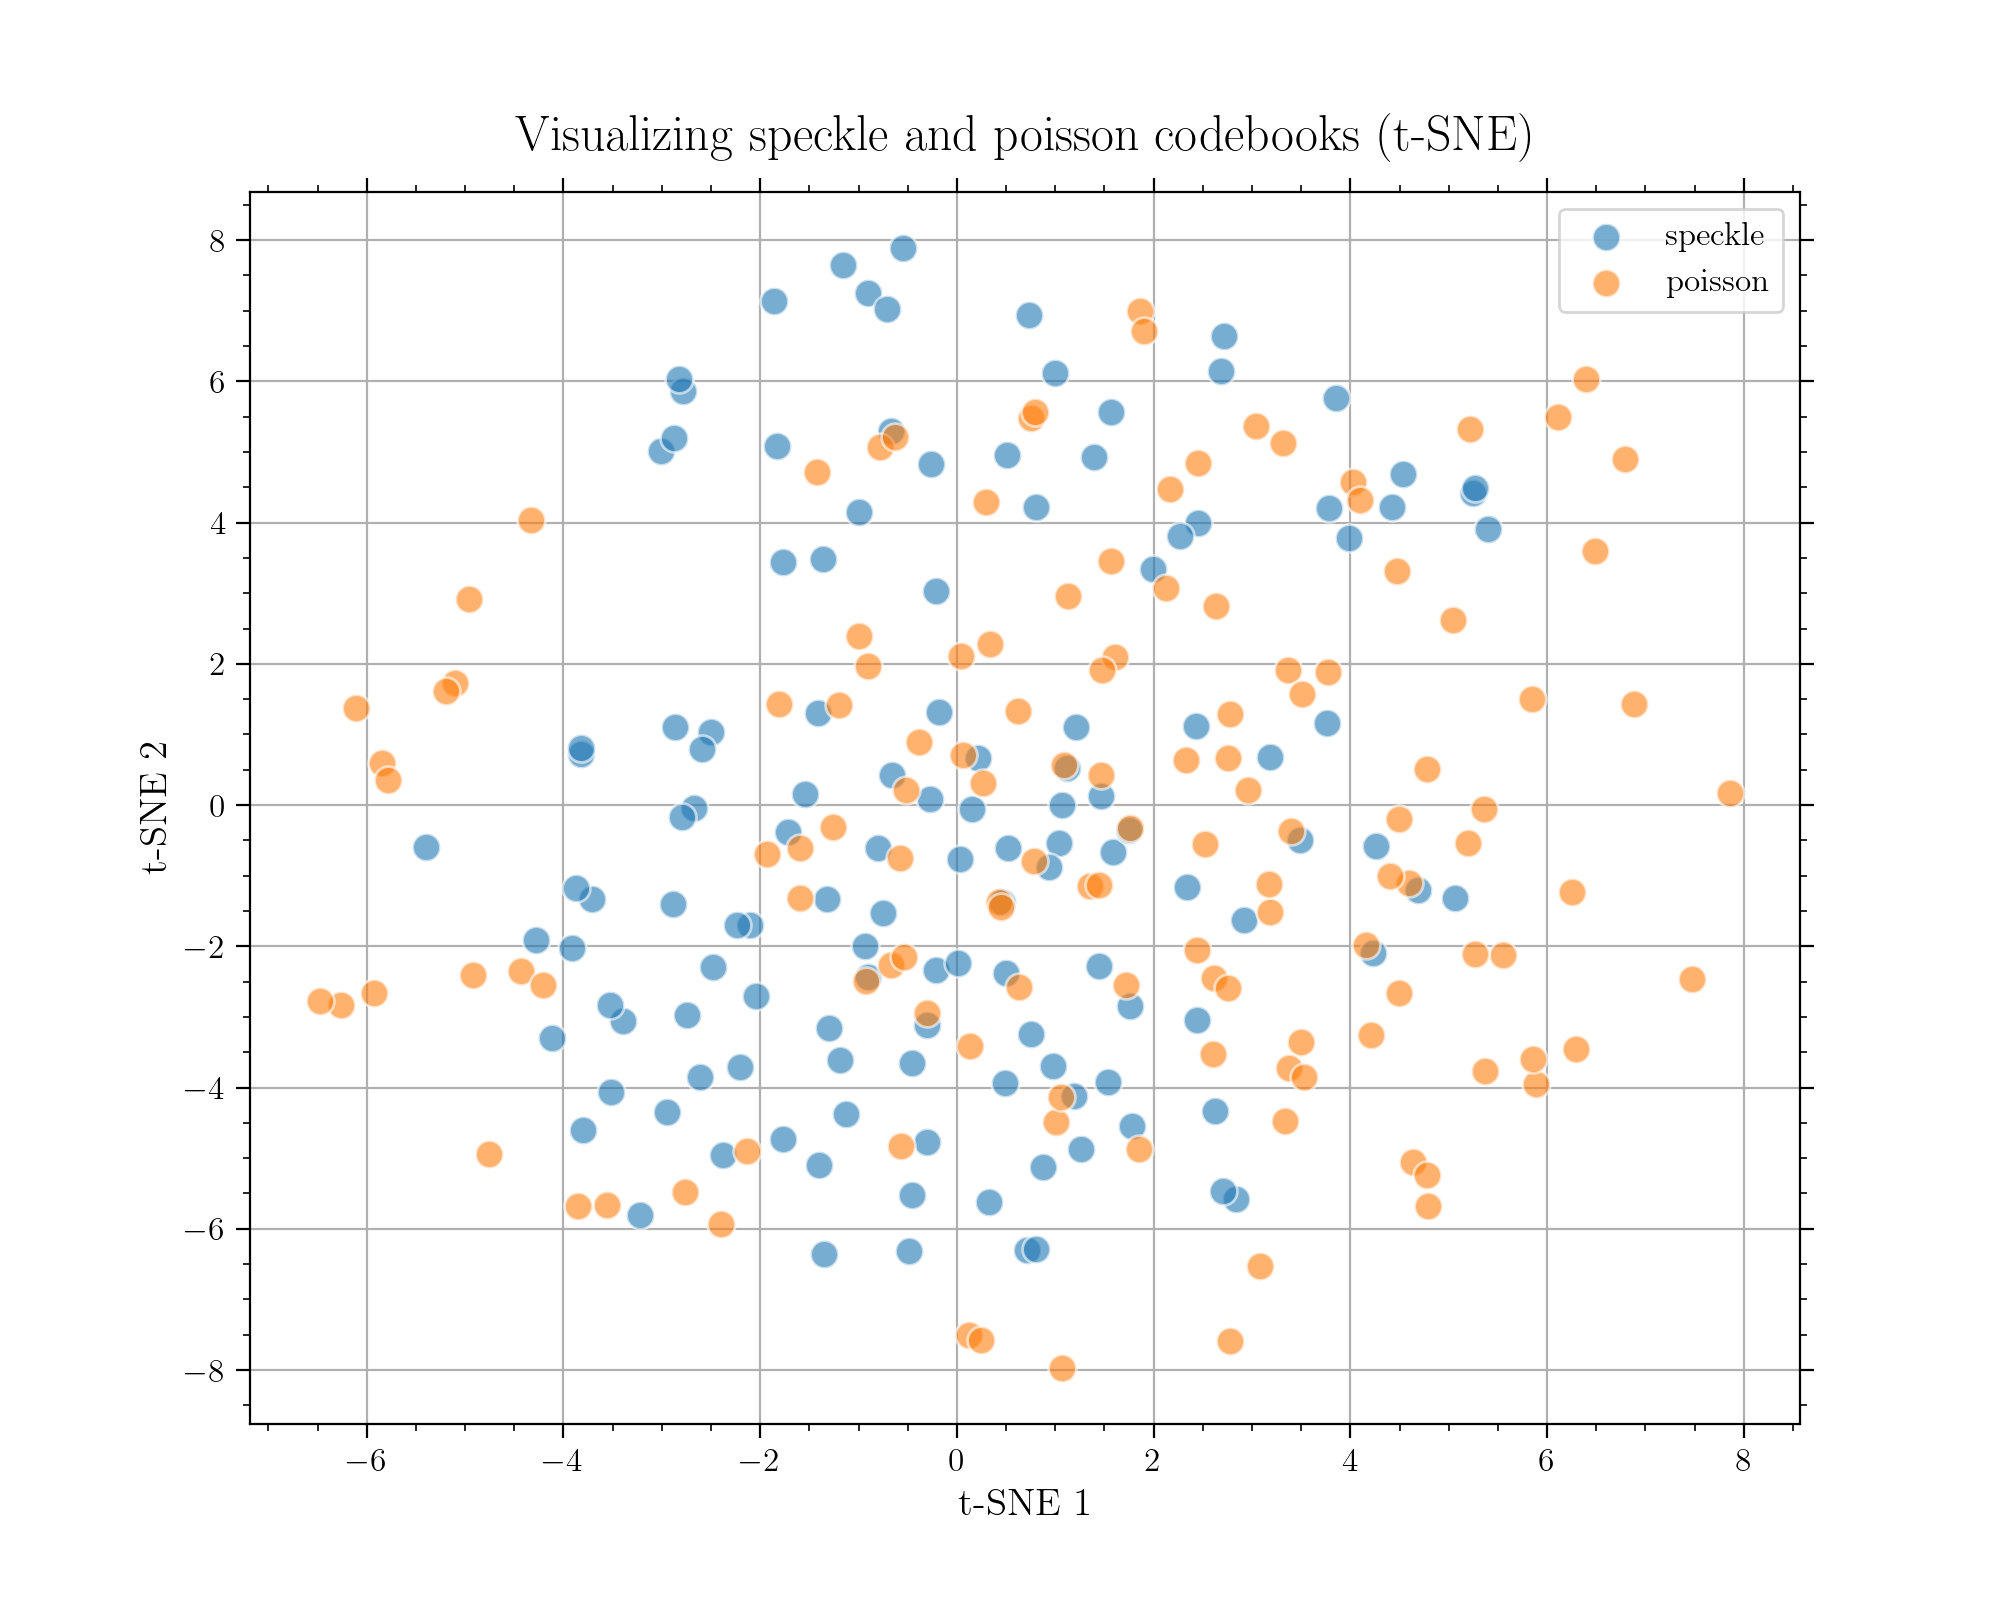 Visualizing speckle and poisson codebooks (t-SNE)
speckle
poisson
8
6
4
2
0
−2
−4
−6
−8
t-SNE 2
−6 −4 −2 0 2 4 6 8
t-SNE 1